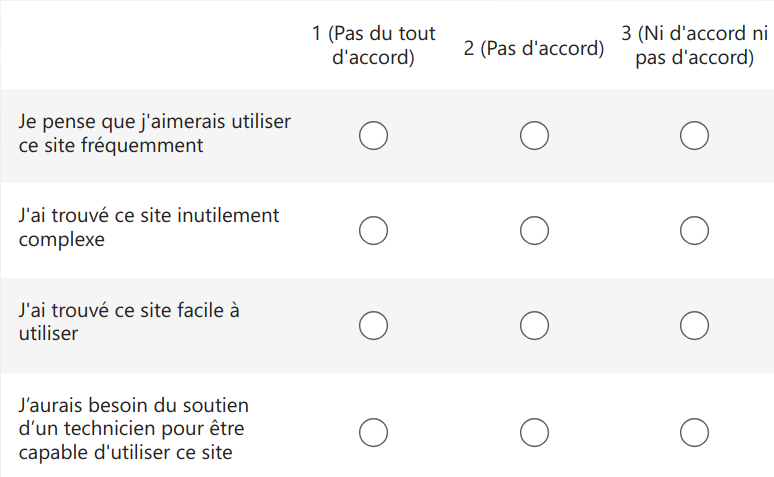 1 (Pas du tout
d'accord)
2 (Pas d'accord)
3 (Ni d'accord ni
pas d'accord)
Je pense que j'aimerais utiliser
ce site fréquemment
J'ai trouvé ce site inutilement
complexe
J'ai trouvé ce site facile à
utiliser
J’aurais besoin du soutien
d’un technicien pour être
capable d'utiliser ce site